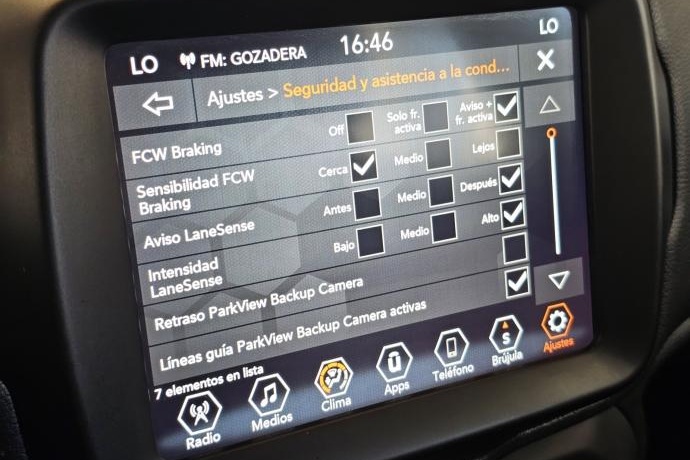 LO FM: GOZADERA 16:46 LO
Ajustes > Seguridad y asistencia a la cond...
FCW Braking Off Solo fr. activa Aviso + fr. activa
Sensibilidad FCW Braking Cerca Medio Lejos
Aviso LaneSense Antes Medio Después
Intensidad LaneSense Bajo Medio Alto
Retraso ParkView Backup Camera
Líneas guía ParkView Backup Camera activas
7 elementos en lista
Radio Medios Clima Apps Teléfono S Brújula Ajustes